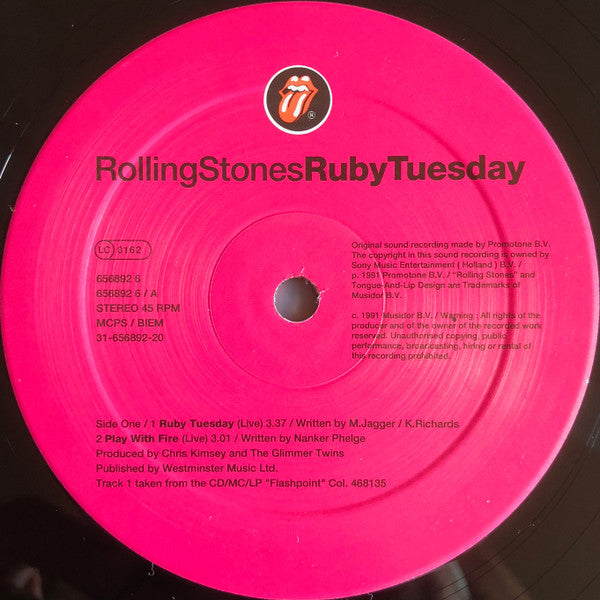 ®
RollingStonesRubyTuesday
LC 0162
656892 6
656892 6 / A
STEREO 45 RPM
MCPS / BIEM
31-656892-20
Original sound recording made by Promotone B.V.
The copyright in this sound recording is owned by
Sony Music Entertainment ( Holland ) B.V. /
p. 1991 Promotone B.V. / "Rolling Stones" and
Tongue-And-Lip Design are Trademarks of
Musidor B.V.
c. 1991 Musidor B.V. / Warning : All rights of the
producer and of the owner of the recorded work
reserved. Unauthorised copying, public
performance, broadcasting, hiring or rental of
this recording prohibited.
Side One / 1 Ruby Tuesday (Live) 3.37 / Written by M.Jagger / K.Richards
2 Play With Fire (Live) 3.01 / Written by Nanker Phelge
Produced by Chris Kimsey and The Glimmer Twins
Published by Westminster Music Ltd.
Track 1 taken from the CD/MC/LP "Flashpoint" Col. 468135